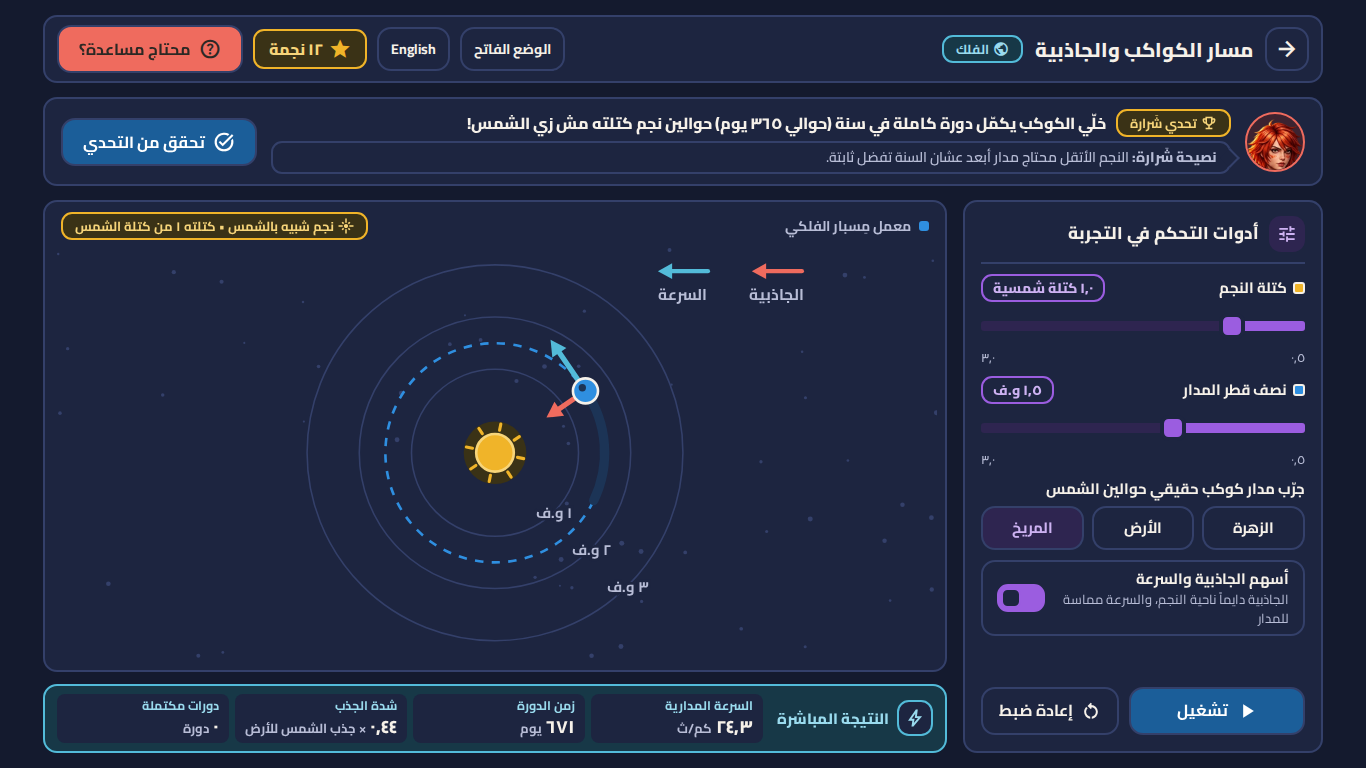 مسار الكواكب والجاذبية
الفلك
الوضع الفاتح
English
١٢ نجمة
محتاج مساعدة؟
تحدي شرارة
خلّي الكوكب يكمّل دورة كاملة في سنة (حوالي ٣٦٥ يوم) حوالين نجم كتلته مش زي الشمس!
نصيحة شرارة: النجم الأتقل محتاج مدار أبعد عشان السنة تفضل ثابتة.
تحقق من التحدي
أدوات التحكم في التجربة
كتلة النجم
١,٠ كتلة شمسية
٠,٥
٣,٠
نصف قطر المدار
١,٥ و.ف
٠,٥
٣,٠
جرّب مدار كوكب حقيقي حوالين الشمس
الزهرة
الأرض
المريخ
أسهم الجاذبية والسرعة
الجاذبية دايماً ناحية النجم، والسرعة مماسة
للمدار
تشغيل
إعادة ضبط
معمل مِسبار الفلكي
نجم شبيه بالشمس • كتلته ١ من كتلة الشمس
الجاذبية
السرعة
١ و.ف
٢ و.ف
٣ و.ف
النتيجة المباشرة
السرعة المدارية
٢٤,٣ كم/ث
زمن الدورة
٦٧١ يوم
شدة الجذب
٠,٤٤ × جذب الشمس للأرض
دورات مكتملة
٠ دورة